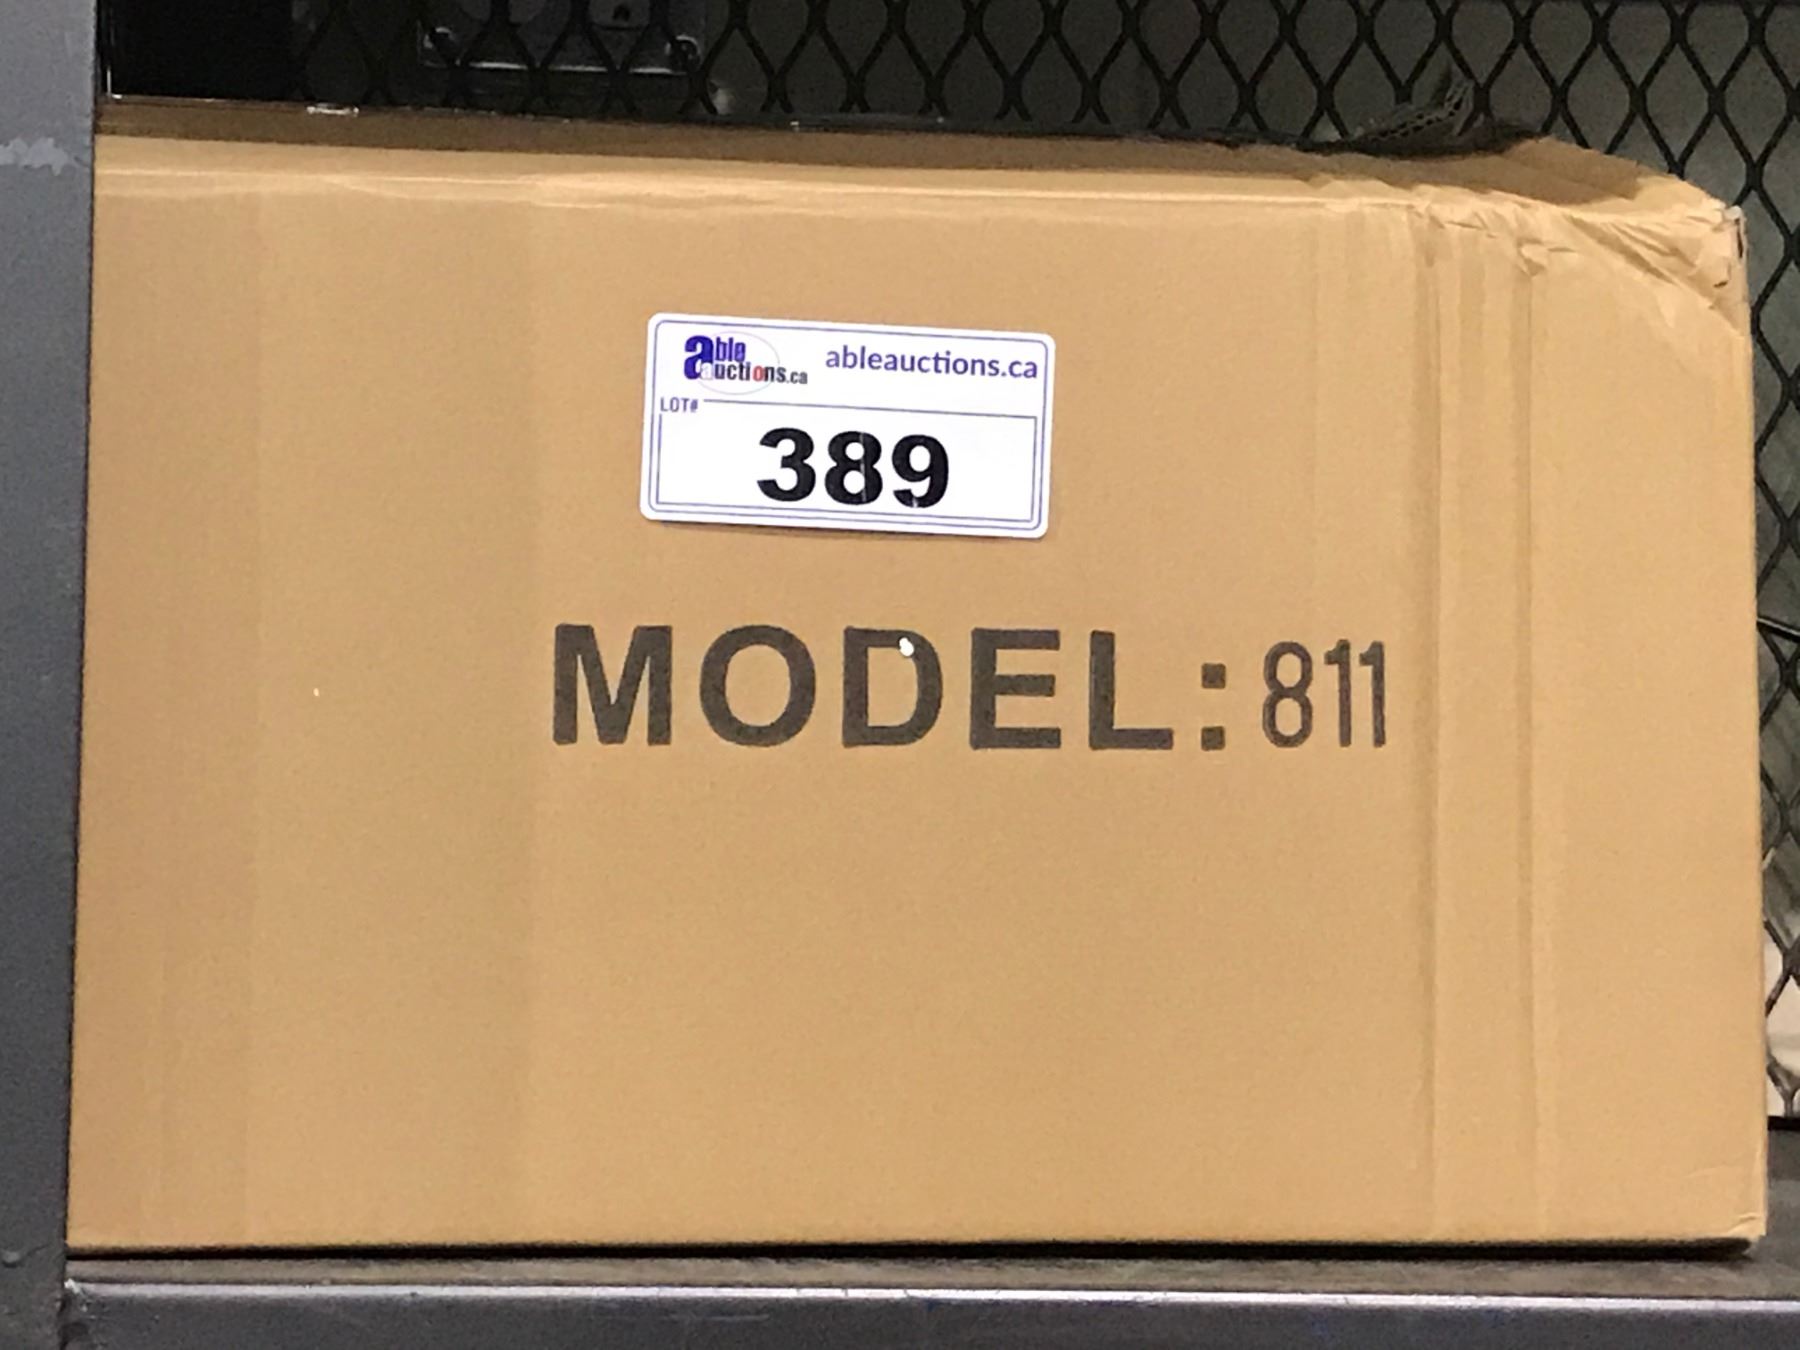 able auctions.ca ableauctions.ca
LOT#
389
MODEL: 811